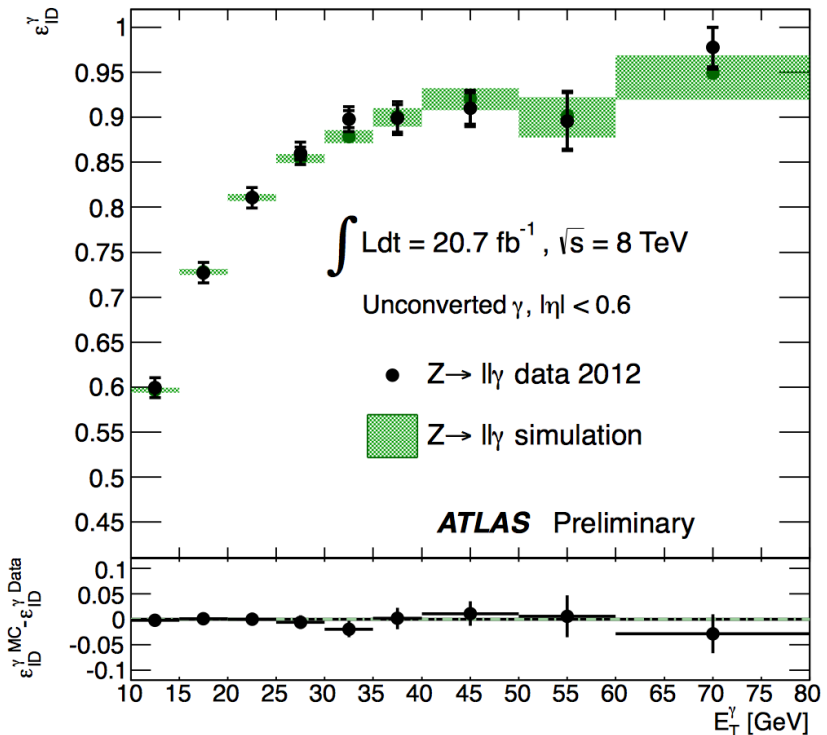 ε_ID^γ
1
0.95
0.9
0.85
0.8
0.75
0.7
0.65
0.6
0.55
0.5
0.45
∫ Ldt = 20.7 fb⁻¹ , √s = 8 TeV
Unconverted γ, |η| < 0.6
Z→ llγ data 2012
Z→ llγ simulation
ATLAS Preliminary
ε_ID^γ MC-ε_ID^γ Data
0.1
0.05
0
-0.05
-0.1
10 15 20 25 30 35 40 45 50 55 60 65 70 75 80
E_T^γ [GeV]